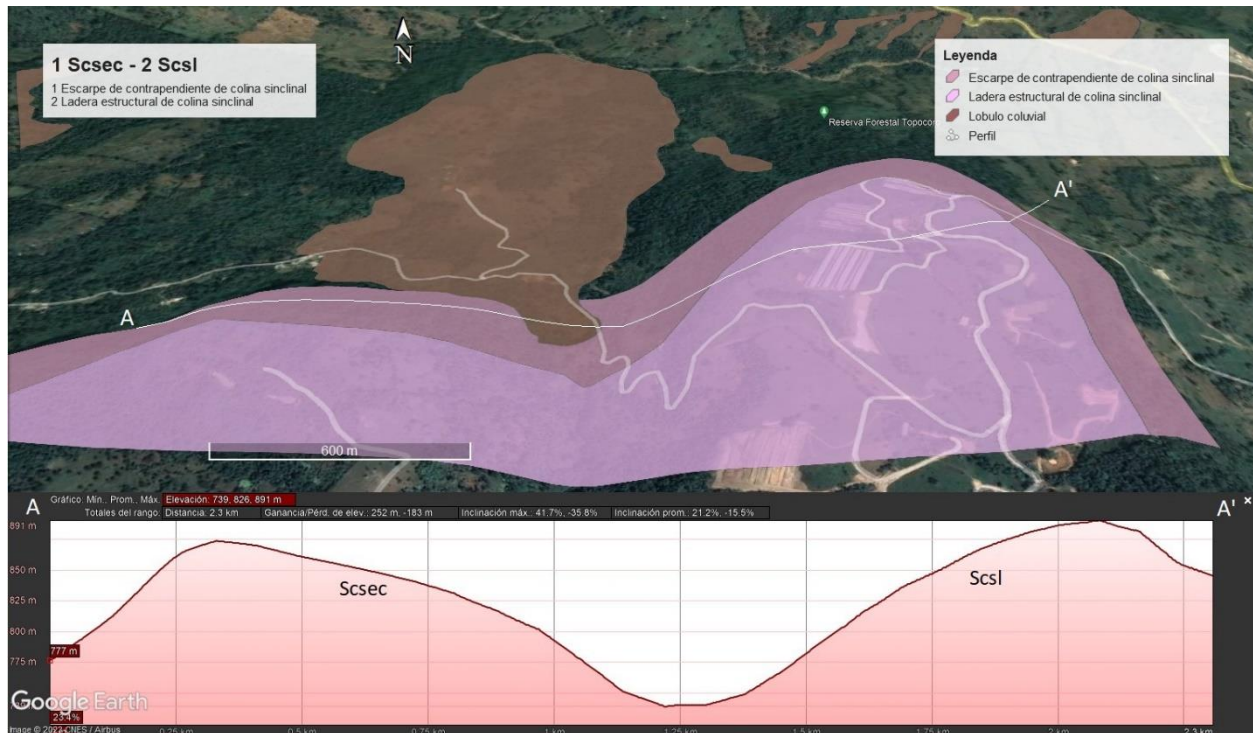 1 Scsec - 2 Scsl
1 Escarpe de contrapendiente de colina sinclinal
2 Ladera estructural de colina sinclinal
N
Leyenda
Escarpe de contrapendiente de colina sinclinal
Ladera estructural de colina sinclinal
Lobulo coluvial
Perfil
Reserva Forestal Topoco
A'
A
600 m
A
Gráfico: Mín., Prom., Máx. Elevación: 739, 826, 891 m
A'
Totales del rango: Distancia: 2.3 km Ganancia/Pérd. de elev.: 252 m, -183 m Inclinación máx.: 41.7%, -35.8% Inclinación prom.: 21.2%, -15.5%
891 m
850 m
825 m
800 m
775 m
777 m
Scsec
Scsl
Google Earth
23.4%
Image © 2022 CNES / Airbus
0.25 km 0.5 km 0.75 km 1 km 1.25 km 1.5 km 1.75 km 2 km 2.3 km